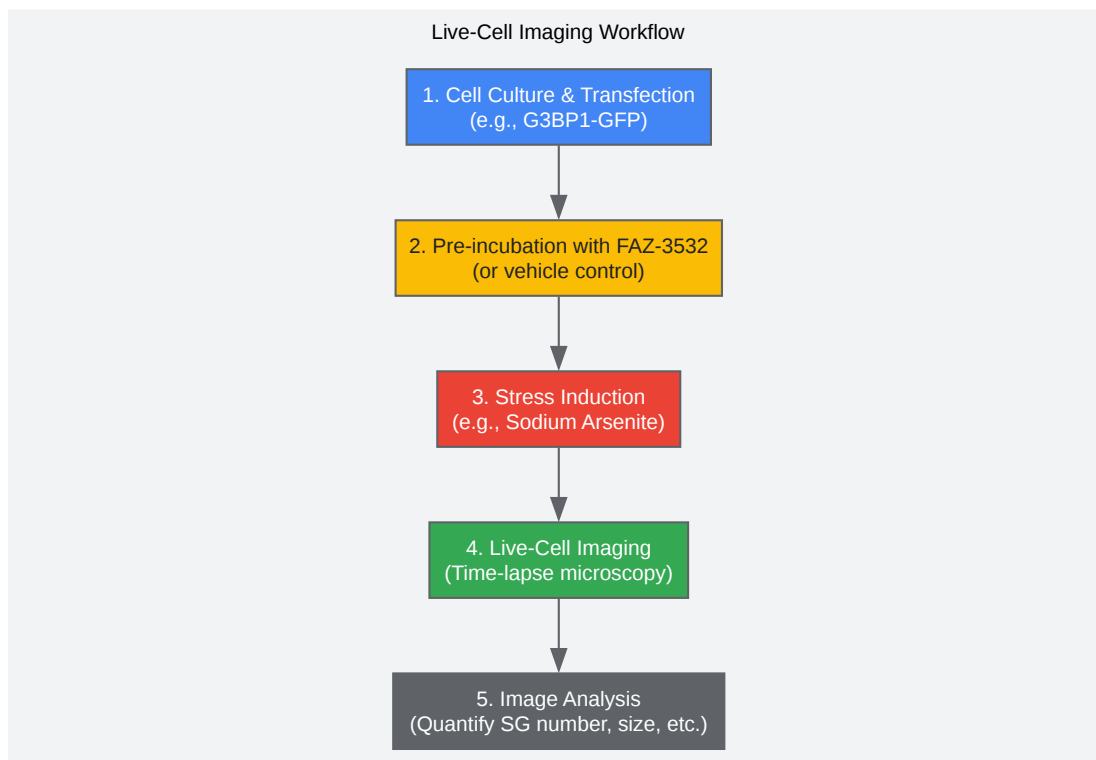 Live-Cell Imaging Workflow
1. Cell Culture & Transfection
(e.g., G3BP1-GFP)
2. Pre-incubation with FAZ-3532
(or vehicle control)
3. Stress Induction
(e.g., Sodium Arsenite)
4. Live-Cell Imaging
(Time-lapse microscopy)
5. Image Analysis
(Quantify SG number, size, etc.)